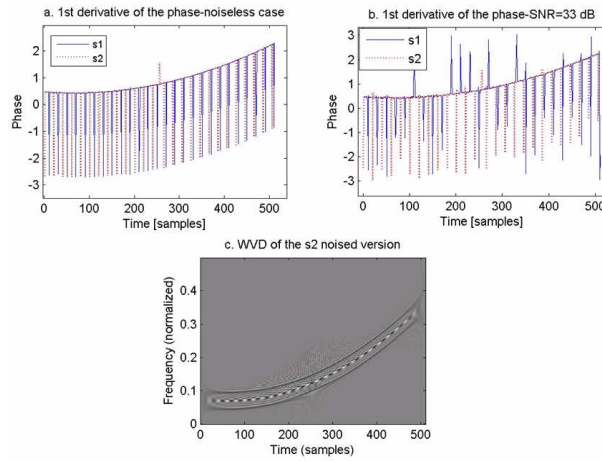 a. 1st derivative of the phase-noiseless case
s1
s2
Phase
2
1
0
-1
-2
-3
0 100 200 300 400 500
Time [samples]
b. 1st derivative of the phase-SNR=33 dB
s1
s2
Phase
3
2
1
0
1
-2
-3
0 100 200 300 400 500
Time [samples]
c. WVD of the s2 noised version
Frequency (normalized)
0.4
0.3
0.2
0.1
0
0 100 200 300 400 500
Time (samples)